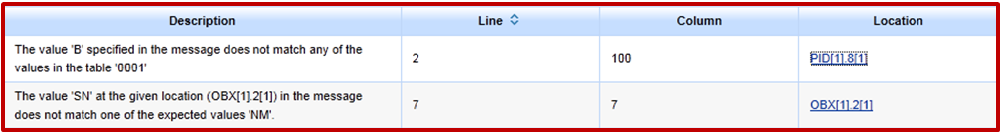 Description Line Column Location
The value 'B' specified in the message does not match any of the
values in the table '0001'
2 100 PID[1].8[1]
The value 'SN' at the given location (OBX[1].2[1]) in the message
does not match one of the expected values 'NM'.
7 7 OBX[1].2[1]